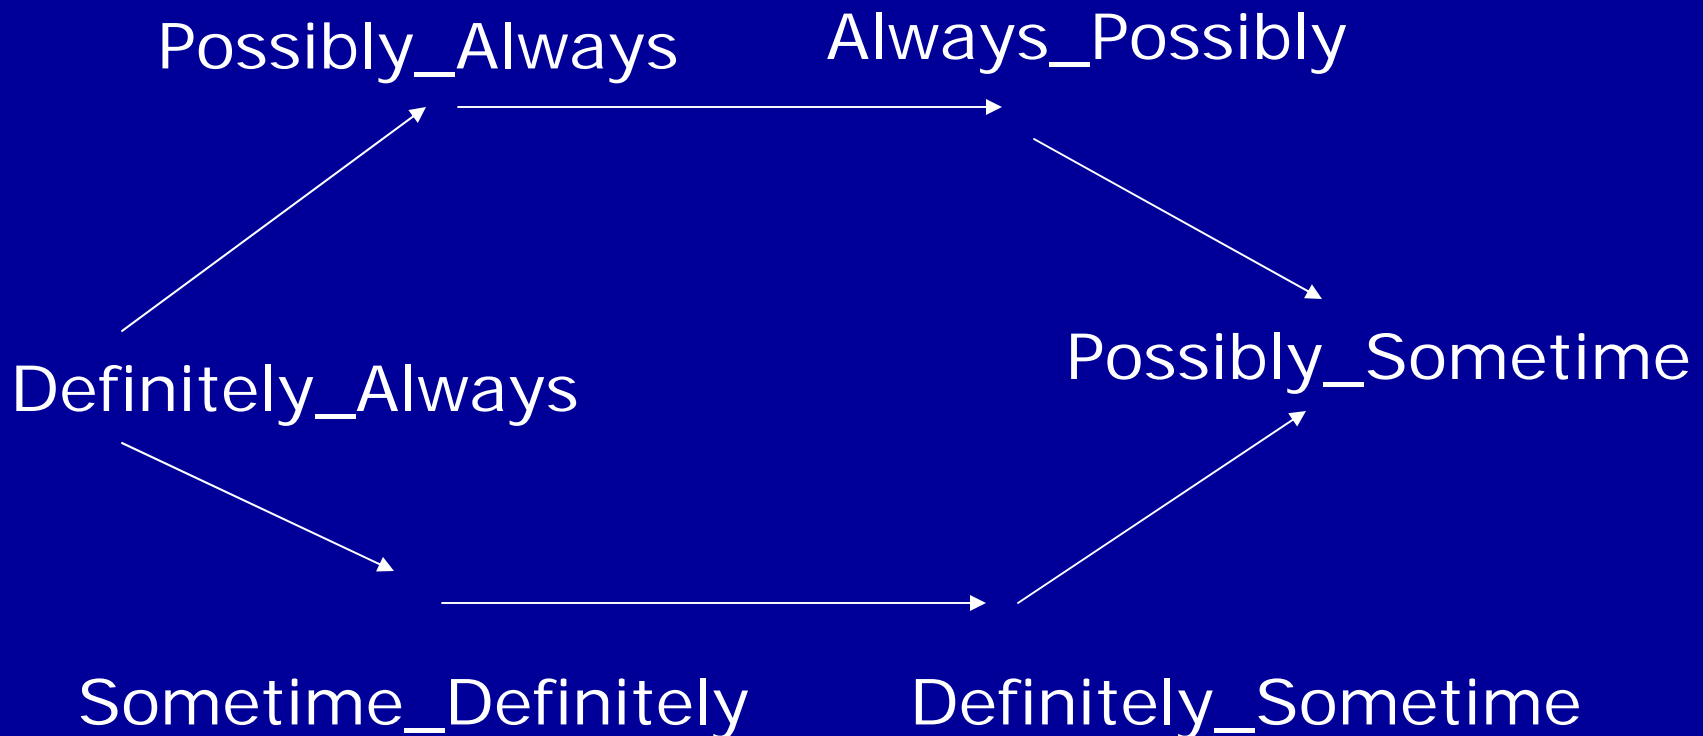 Possibly_Always
Always_Possibly
Possibly_Sometime
Definitely_Always
Sometime_Definitely
Definitely_Sometime